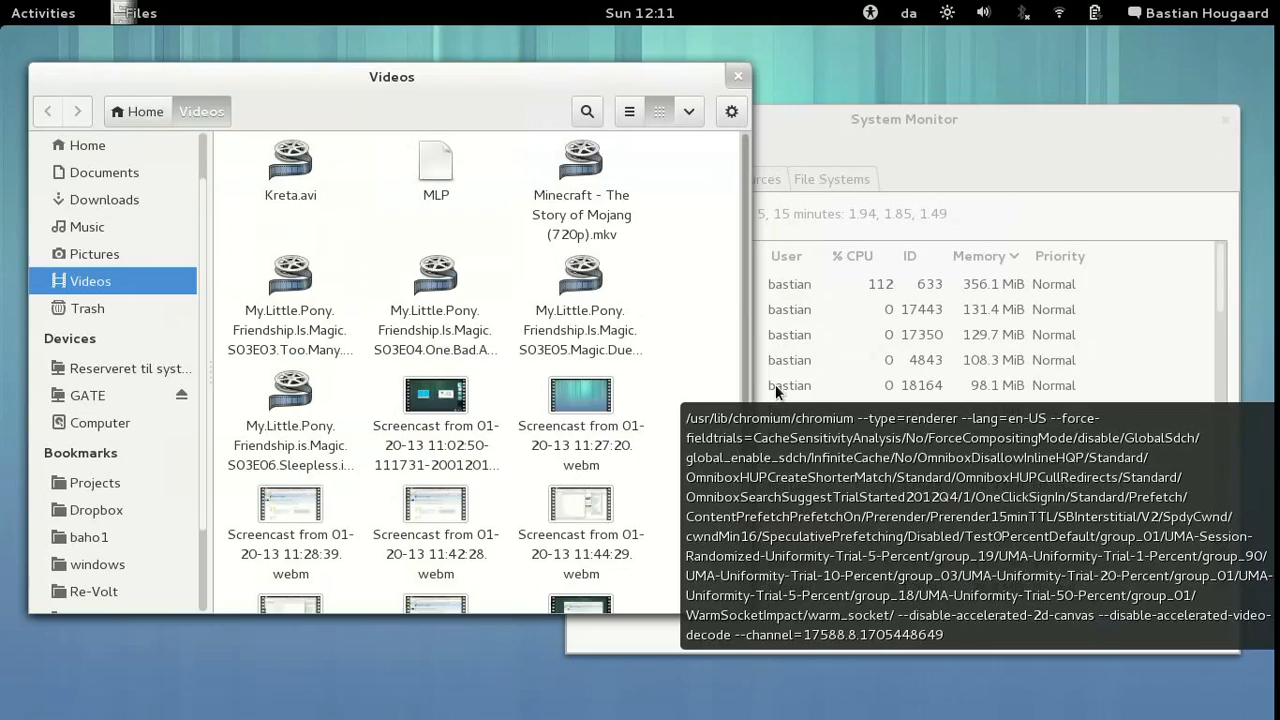 Activities
Files
Sun 12:11
da
Bastian Hougaard
Videos
Home
Videos
Home
Documents
Downloads
Music
Pictures
Videos
Trash
Devices
Reserveret til syst...
GATE
Computer
Bookmarks
Projects
Dropbox
baho1
windows
Re-Volt
Kreta.avi
MLP
Minecraft - The
Story of Mojang
(720p).mkv
My.Little.Pony.
Friendship.Is.Magic.
S03E03.Too.Many....
My.Little.Pony.
Friendship.Is.Magic.
S03E04.One.Bad.A...
My.Little.Pony.
Friendship.Is.Magic.
S03E05.Magic.Due...
My.Little.Pony.
Friendship.is.Magic.
S03E06.Sleepless.i...
Screencast from 01-
20-13 11:02:50-
111731-2001201...
Screencast from 01-
20-13 11:27:20.
webm
Screencast from 01-
20-13 11:28:39.
webm
Screencast from 01-
20-13 11:42:28.
webm
Screencast from 01-
20-13 11:44:29.
webm
System Monitor
urces
File Systems
5, 15 minutes: 1.94, 1.85, 1.49
User % CPU ID Memory Priority
bastian 112 633 356.1 MiB Normal
bastian 0 17443 131.4 MiB Normal
bastian 0 17350 129.7 MiB Normal
bastian 0 4843 108.3 MiB Normal
bastian 0 18164 98.1 MiB Normal
/usr/lib/chromium/chromium --type=renderer --lang=en-US --force-
fieldtrials=CacheSensitivityAnalysis/No/ForceCompositingMode/disable/GlobalSdch/
global_enable_sdch/InfiniteCache/No/OmniboxDisallowInlineHQP/Standard/
OmniboxHUPCreateShorterMatch/Standard/OmniboxHUPCullRedirects/Standard/
OmniboxSearchSuggestTrialStarted2012Q4/1/OneClickSignIn/Standard/Prefetch/
ContentPrefetchPrefetchOn/Prerender/Prerender15minTTL/SBInterstitial/V2/SpdyCwnd/
cwndMin16/SpeculativePrefetching/Disabled/Test0PercentDefault/group_01/UMA-Session-
Randomized-Uniformity-Trial-5-Percent/group_19/UMA-Uniformity-Trial-1-Percent/group_90/
UMA-Uniformity-Trial-10-Percent/group_03/UMA-Uniformity-Trial-20-Percent/group_01/UMA-
Uniformity-Trial-5-Percent/group_18/UMA-Uniformity-Trial-50-Percent/group_01/
WarmSocketImpact/warm_socket/ --disable-accelerated-2d-canvas --disable-accelerated-video-
decode --channel=17588.8.1705448649